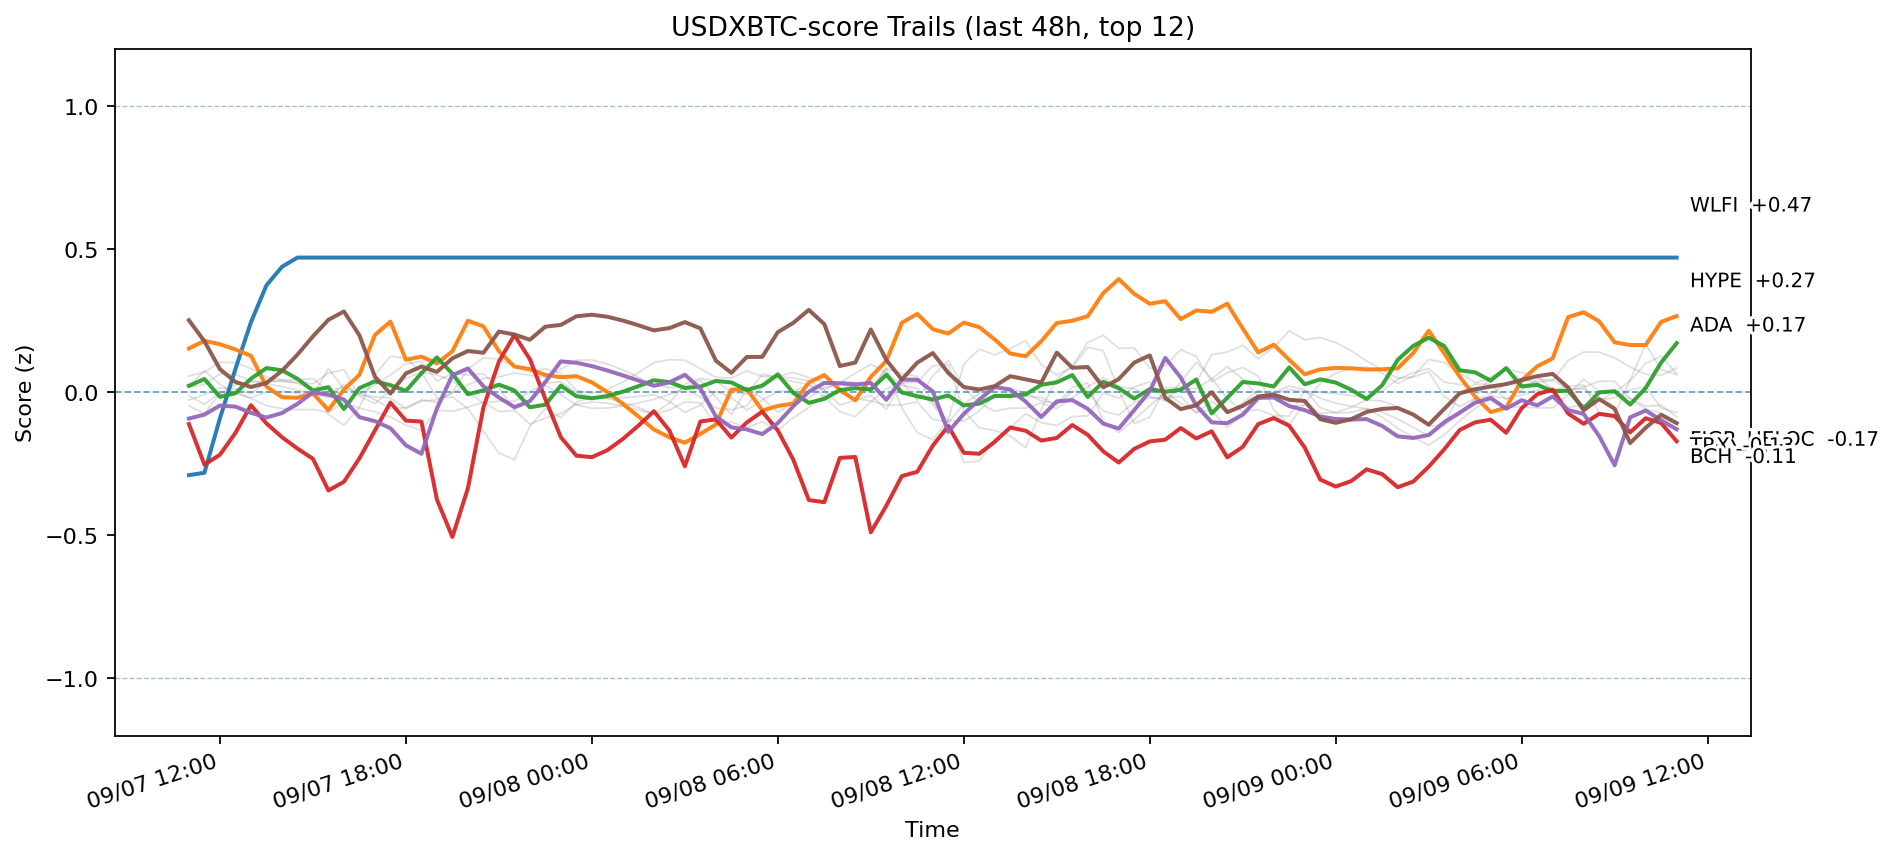 USDXBTC-score Trails (last 48h, top 12)
Score (z)
1.0
0.5
0.0
−0.5
−1.0
WLFI +0.47
HYPE +0.27
ADA +0.17
-0.17
BCH -0.11
09/07 12:00
09/07 18:00
09/08 00:00
09/08 06:00
09/08 12:00
09/08 18:00
09/09 00:00
09/09 06:00
09/09 12:00
Time